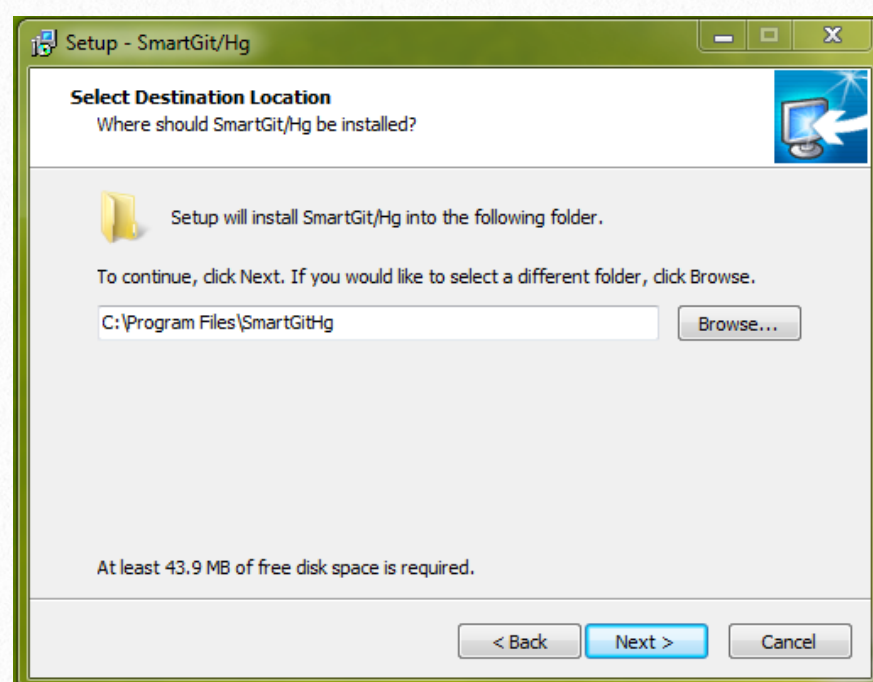 Setup - SmartGit/Hg
Select Destination Location
Where should SmartGit/Hg be installed?
Setup will install SmartGit/Hg into the following folder.
To continue, click Next. If you would like to select a different folder, click Browse.
C:\Program Files\SmartGitHg
Browse...
At least 43.9 MB of free disk space is required.
< Back
Next >
Cancel